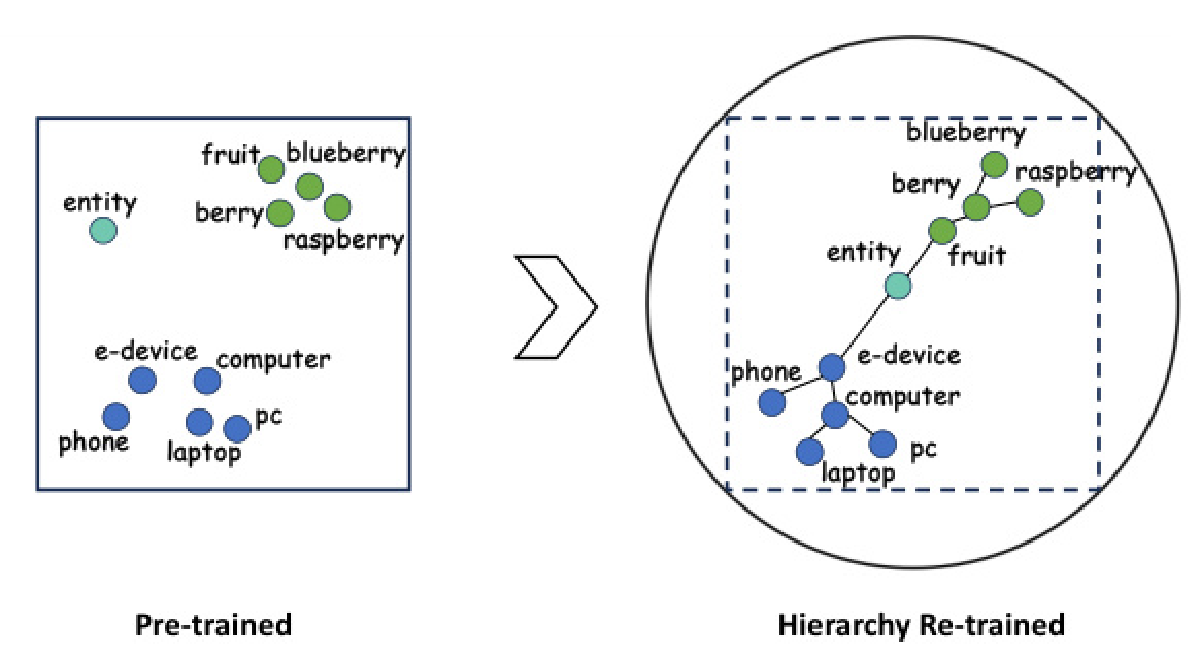 fruit
blueberry
entity
berry
raspberry
e-device
computer
phone
pc
laptop
Pre-trained
blueberry
raspberry
berry
entity
fruit
e-device
phone
computer
pc
laptop
Hierarchy Re-trained